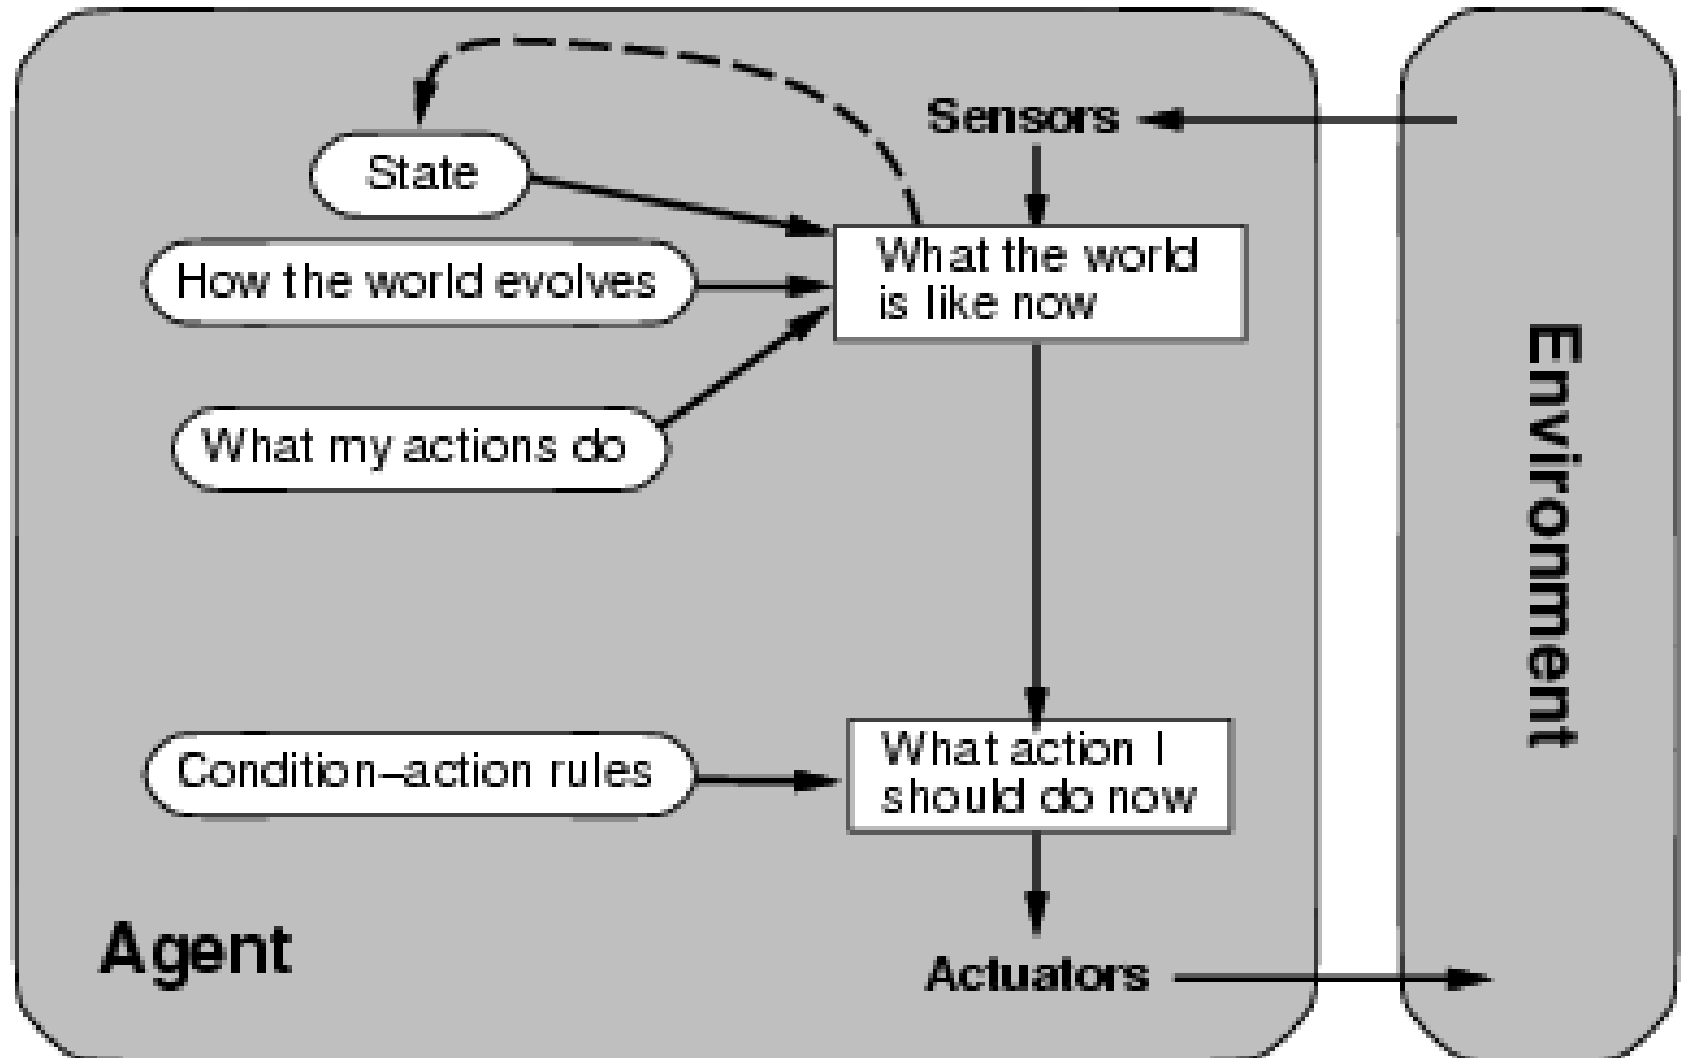 Sensors
State
What the world
is like now
How the world evolves
What my actions do
Environment
Condition–action rules
What action I
should do now
Agent
Actuators